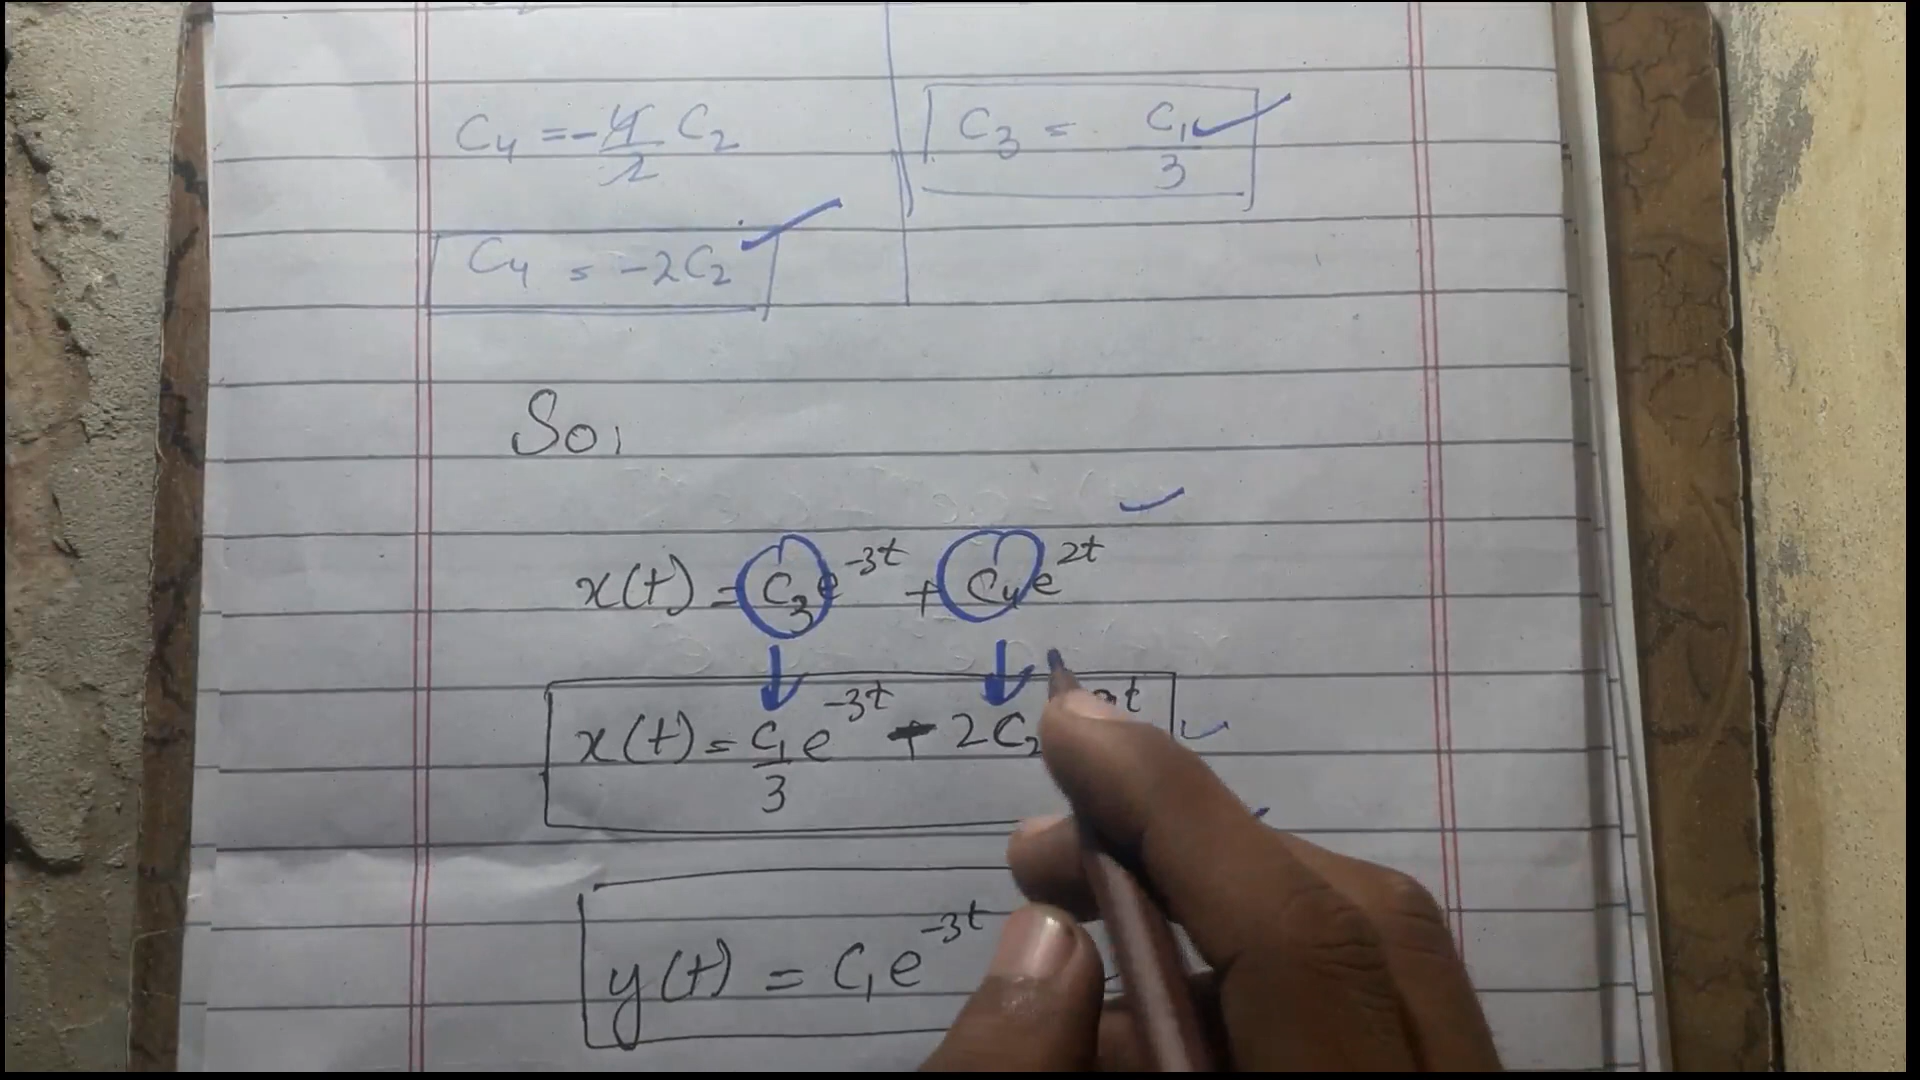 C₄ = -4/2 C₂
C₃ = C₁/3
C₄ = -2C₂
So,
x(t) = C₃e^-3t + C₄e^2t
x(t) = C₁/3 e^-3t - 2C₂ t
y(t) = C₁e^-3t